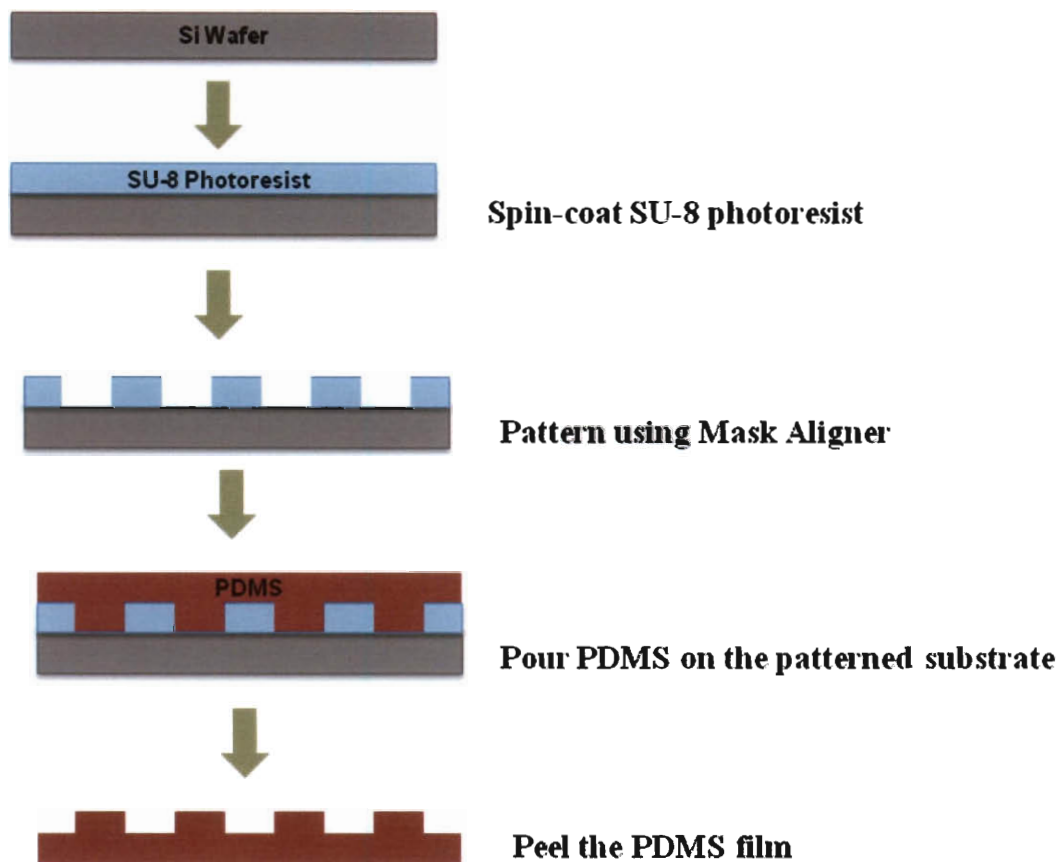 Si Wafer
SU-8 Photoresist
Spin-coat SU-8 photoresist
Pattern using Mask Aligner
PDMS
Pour PDMS on the patterned substrate
Peel the PDMS film